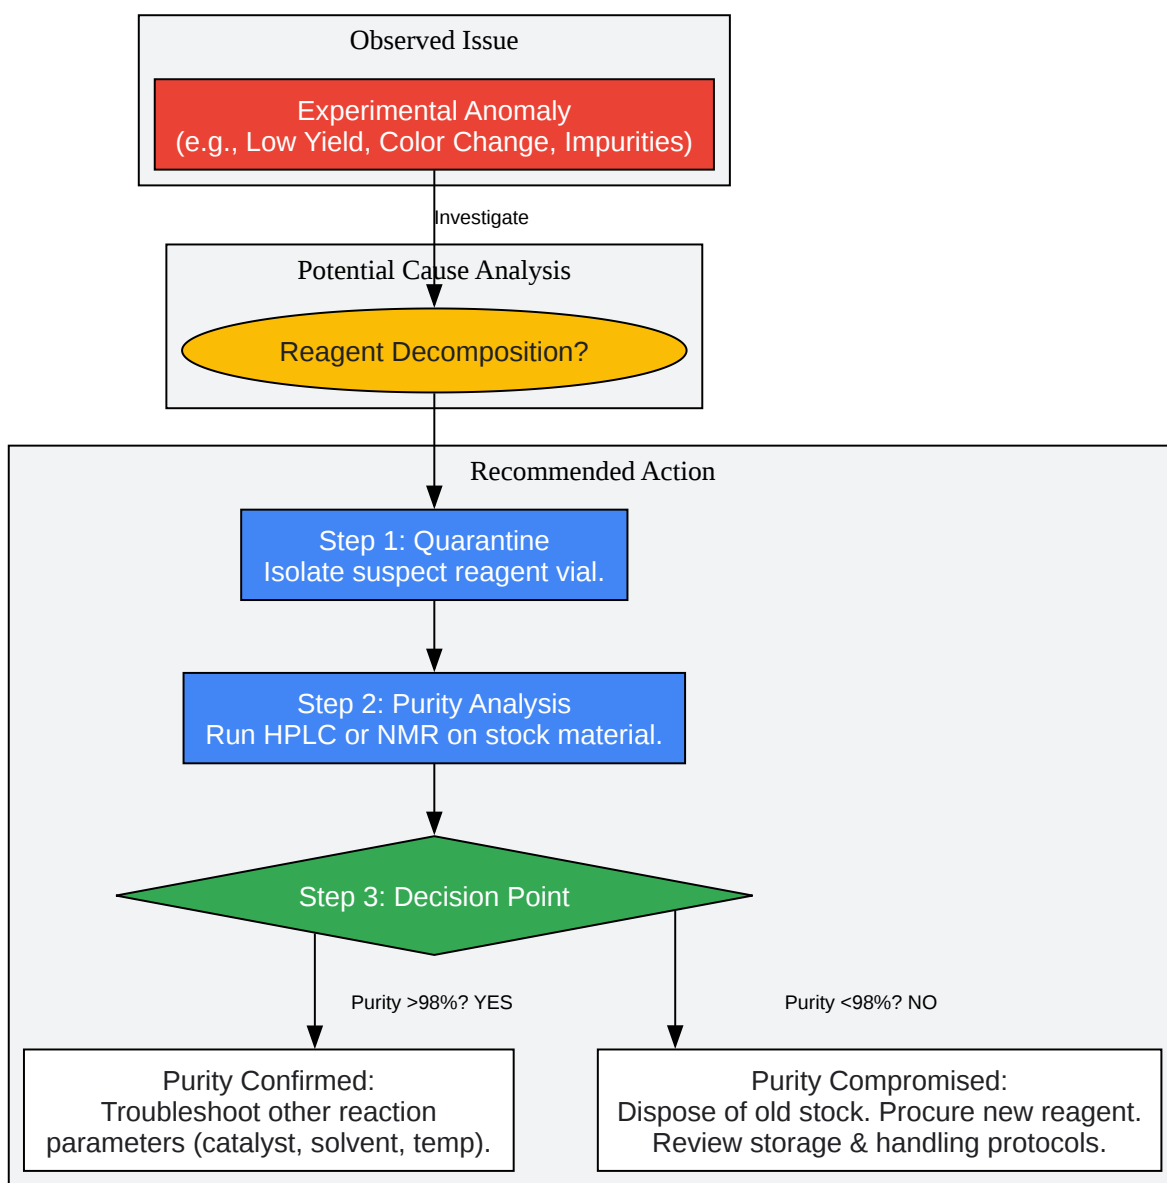 Observed Issue
Experimental Anomaly
(e.g., Low Yield, Color Change, Impurities)
Investigate
Potential Cause Analysis
Reagent Decomposition?
Recommended Action
Step 1: Quarantine
Isolate suspect reagent vial.
Step 2: Purity Analysis
Run HPLC or NMR on stock material.
Step 3: Decision Point
Purity >98%? YES
Purity <98%? NO
Purity Confirmed:
Troubleshoot other reaction
parameters (catalyst, solvent, temp).
Purity Compromised:
Dispose of old stock. Procure new reagent.
Review storage & handling protocols.